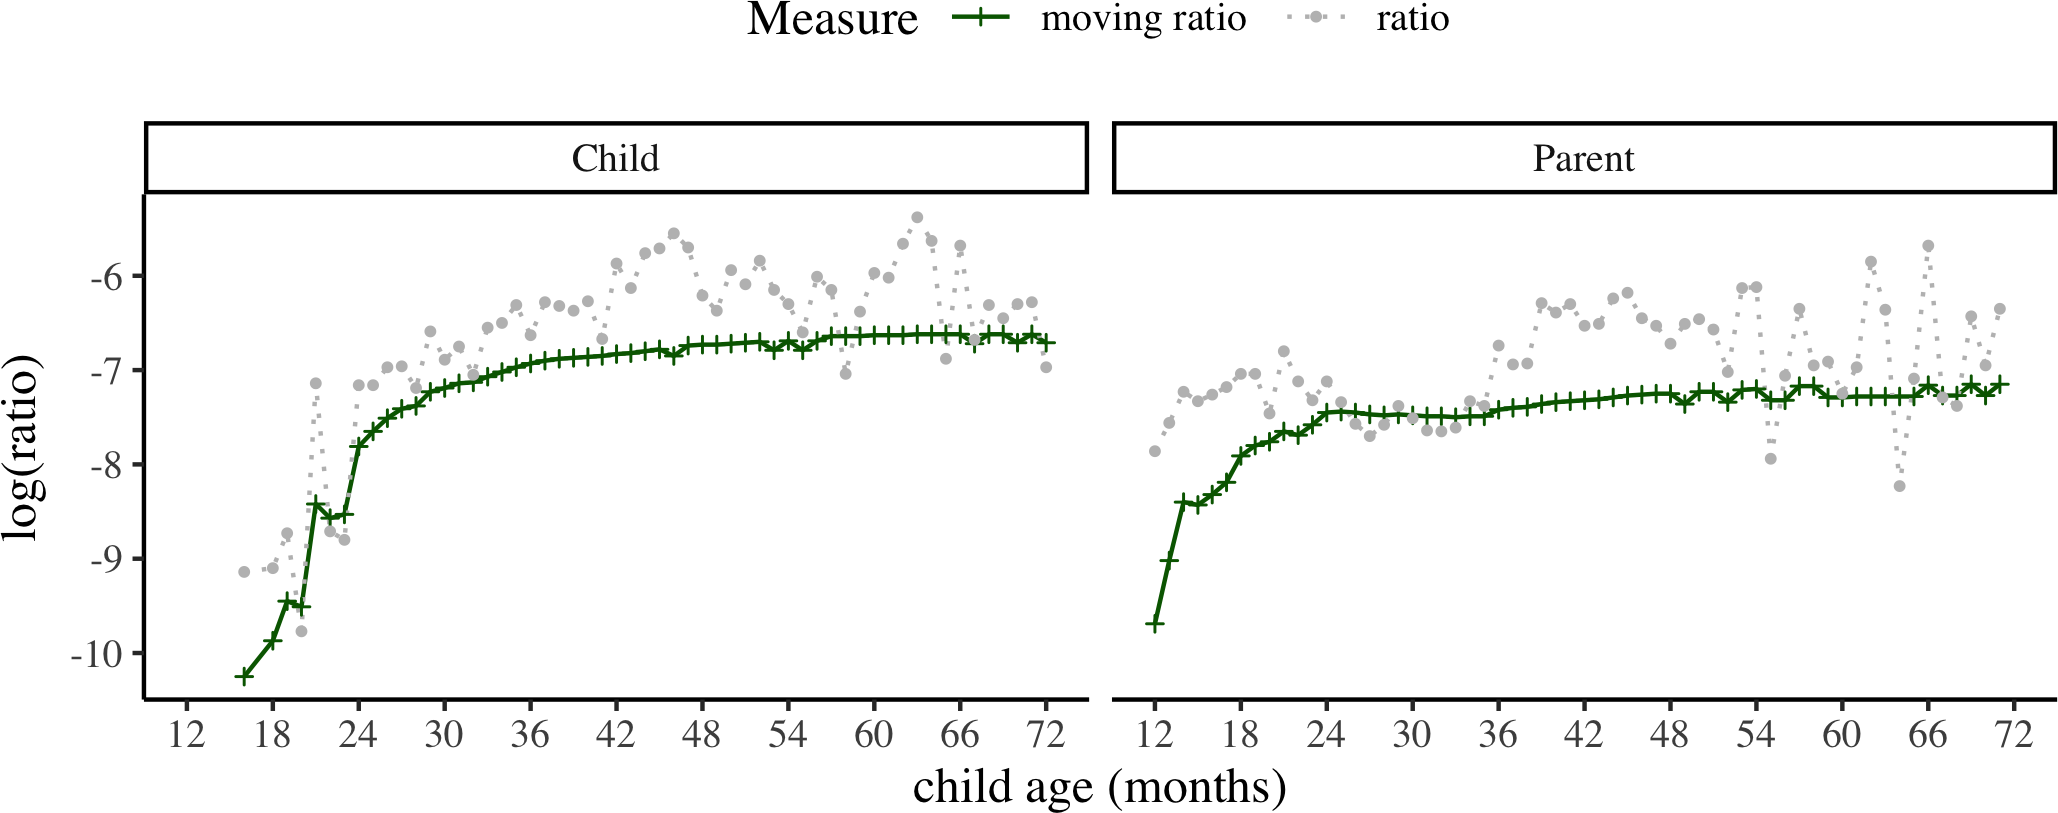 Measure moving ratio ratio
Child Parent
log(ratio)
-6
-7
-8
-9
-10
12 18 24 30 36 42 48 54 60 66 72 12 18 24 30 36 42 48 54 60 66 72
child age (months)